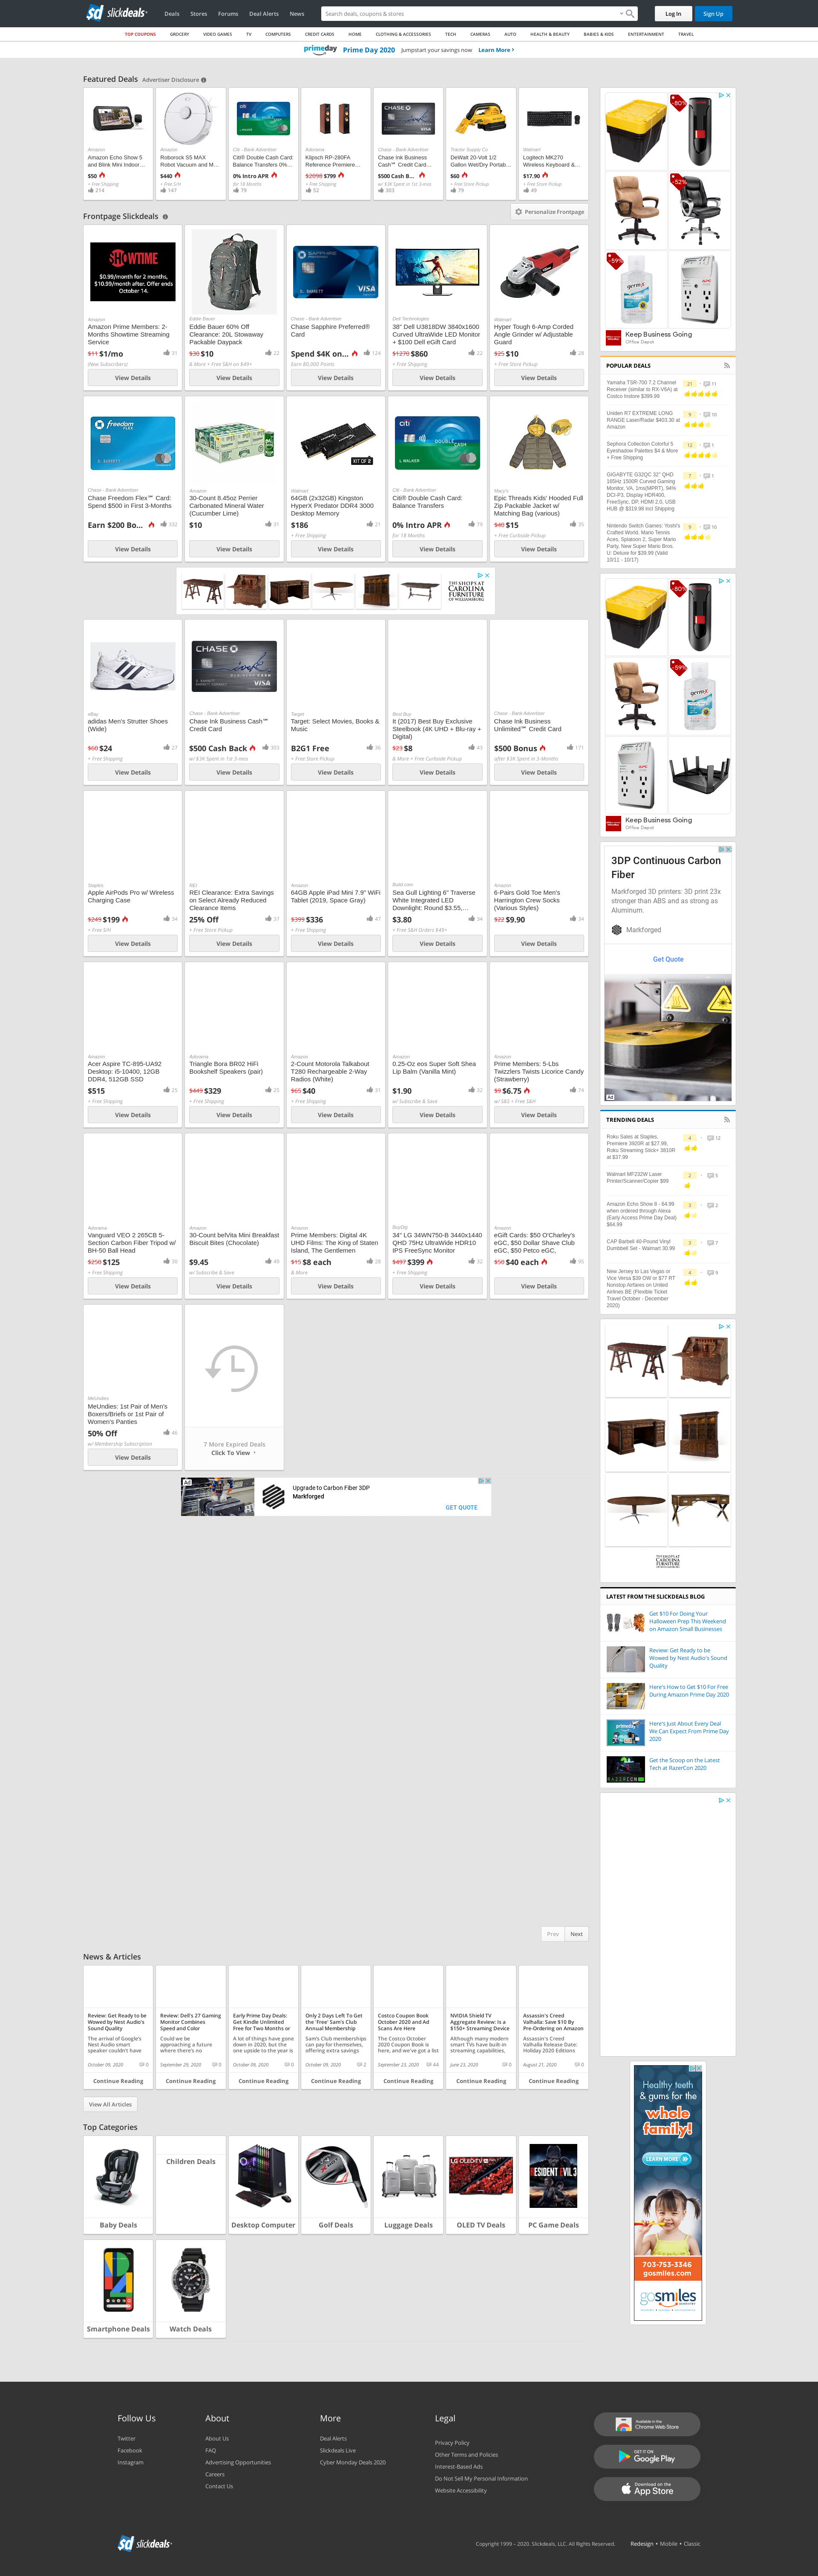 slickdeals
Deals
Stores
Forums
Deal Alerts
News
Search deals, coupons & stores
Log In
Sign Up
TOP COUPONS
GROCERY
VIDEO GAMES
TV
COMPUTERS
CREDIT CARDS
HOME
CLOTHING & ACCESSORIES
TECH
CAMERAS
AUTO
HEALTH & BEAUTY
BABIES & KIDS
ENTERTAINMENT
TRAVEL
prime day
Prime Day 2020
Jumpstart your savings now
Learn More
Featured Deals
Advertiser Disclosure
Amazon
Amazon Echo Show 5
and Blink Mini Indoor...
$50
+ Free Shipping
214
Amazon
Roborock S5 MAX
Robot Vacuum and M...
$440
+ Free S/H
147
Citi - Bank Advertiser
Citi® Double Cash Card:
Balance Transfers 0%...
0% Intro APR
for 18 Months
79
Adorama
Klipsch RP-280FA
Reference Premiere...
$2098 $799
+ Free Shipping
52
Chase - Bank Advertiser
Chase Ink Business
Cash℠ Credit Card...
$500 Cash B...
w/ $3K Spent in 1st 3-mos
303
Tractor Supply Co
DeWalt 20-Volt 1/2
Gallon Wet/Dry Portab...
$60
+ Free Store Pickup
79
Walmart
Logitech MK270
Wireless Keyboard &...
$17.90
+ Free Store Pickup
49
Frontpage Slickdeals
Personalize Frontpage
SHOWTIME
$0.99/month for 2 months,
$10.99/month after. Offer ends
October 14.
Amazon
Amazon Prime Members: 2-
Months Showtime Streaming
Service
$11 $1/mo
31
(New Subscribers)
View Details
Eddie Bauer
Eddie Bauer 60% Off
Clearance: 20L Stowaway
Packable Daypack
$30 $10
22
& More + Free S&H on $49+
View Details
Chase - Bank Advertiser
Chase Sapphire Preferred®
Card
Spend $4K on...
124
Earn 60,000 Points
View Details
Dell Technologies
38" Dell U3818DW 3840x1600
Curved UltraWide LED Monitor
+ $100 Dell eGift Card
$1270 $860
22
+ Free Shipping
View Details
Walmart
Hyper Tough 6-Amp Corded
Angle Grinder w/ Adjustable
Guard
$25 $10
28
+ Free Store Pickup
View Details
Chase - Bank Advertiser
Chase Freedom Flex℠ Card:
Spend $500 in First 3-Months
Earn $200 Bo...
332
View Details
Amazon
30-Count 8.45oz Perrier
Carbonated Mineral Water
(Cucumber Lime)
$10
31
View Details
KIT OF 2
Walmart
64GB (2x32GB) Kingston
HyperX Predator DDR4 3000
Desktop Memory
$186
21
+ Free Shipping
View Details
Citi - Bank Advertiser
Citi® Double Cash Card:
Balance Transfers
0% Intro APR
79
for 18 Months
View Details
Macy's
Epic Threads Kids' Hooded Full
Zip Packable Jacket w/
Matching Bag (various)
$40 $15
35
+ Free Curbside Pickup
View Details
THE SHOPS AT
CAROLINA
FURNITURE
OF WILLIAMSBURG
eBay
adidas Men's Strutter Shoes
(Wide)
$60 $24
27
+ Free Shipping
View Details
Chase - Bank Advertiser
Chase Ink Business Cash℠
Credit Card
$500 Cash Back
303
w/ $3K Spent in 1st 3-mos
View Details
Target
Target: Select Movies, Books &
Music
B2G1 Free
36
+ Free Store Pickup
View Details
Best Buy
It (2017) Best Buy Exclusive
Steelbook (4K UHD + Blu-ray +
Digital)
$23 $8
43
& More + Free Curbside Pickup
View Details
Chase - Bank Advertiser
Chase Ink Business
Unlimited℠ Credit Card
$500 Bonus
171
after $3K Spent in 3-Months
View Details
Staples
Apple AirPods Pro w/ Wireless
Charging Case
$249 $199
34
+ Free S/H
View Details
REI
REI Clearance: Extra Savings
on Select Already Reduced
Clearance Items
25% Off
37
+ Free Store Pickup
View Details
Amazon
64GB Apple iPad Mini 7.9" WiFi
Tablet (2019, Space Gray)
$399 $336
47
+ Free Shipping
View Details
Build.com
Sea Gull Lighting 6" Traverse
White Integrated LED
Downlight: Round $3.55,...
$3.80
34
+ Free S&H Orders $49+
View Details
Amazon
6-Pairs Gold Toe Men's
Harrington Crew Socks
(Various Styles)
$22 $9.90
34
View Details
Amazon
Acer Aspire TC-895-UA92
Desktop: i5-10400, 12GB
DDR4, 512GB SSD
$515
25
+ Free Shipping
View Details
Adorama
Triangle Bora BR02 HiFi
Bookshelf Speakers (pair)
$449 $329
25
+ Free Shipping
View Details
Amazon
2-Count Motorola Talkabout
T280 Rechargeable 2-Way
Radios (White)
$65 $40
31
+ Free Shipping
View Details
Amazon
0.25-Oz eos Super Soft Shea
Lip Balm (Vanilla Mint)
$1.90
32
w/ Subscribe & Save
View Details
Amazon
Prime Members: 5-Lbs
Twizzlers Twists Licorice Candy
(Strawberry)
$9 $6.75
74
w/ S&S + Free S&H
View Details
Adorama
Vanguard VEO 2 265CB 5-
Section Carbon Fiber Tripod w/
BH-50 Ball Head
$250 $125
30
+ Free Shipping
View Details
Amazon
30-Count belVita Mini Breakfast
Biscuit Bites (Chocolate)
$9.45
49
w/ Subscribe & Save
View Details
Amazon
Prime Members: Digital 4K
UHD Films: The King of Staten
Island, The Gentlemen
$15 $8 each
28
& More
View Details
BuyDig
34" LG 34WN750-B 3440x1440
QHD 75Hz UltraWide HDR10
IPS FreeSync Monitor
$497 $399
32
+ Free Shipping
View Details
Amazon
eGift Cards: $50 O'Charley's
eGC, $50 Dollar Shave Club
eGC, $50 Petco eGC,
$50 $40 each
95
View Details
MeUndies
MeUndies: 1st Pair of Men's
Boxers/Briefs or 1st Pair of
Women's Panties
50% Off
46
w/ Membership Subscription
View Details
7 More Expired Deals
Click To View
Ad
Upgrade to Carbon Fiber 3DP
Markforged
GET QUOTE
Prev
Next
News & Articles
Review: Get Ready to be
Wowed by Nest Audio's
Sound Quality
The arrival of Google's
Nest Audio smart
speaker couldn't have
October 09, 2020
0
Continue Reading
Review: Dell's 27 Gaming
Monitor Combines
Speed and Color
Could we be
approaching a future
where there's no
September 29, 2020
0
Continue Reading
Early Prime Day Deals:
Get Kindle Unlimited
Free for Two Months or
A lot of things have gone
down in 2020, but the
one upside to the year is
October 09, 2020
0
Continue Reading
Only 2 Days Left To Get
the 'Free' Sam's Club
Annual Membership
Sam's Club memberships
can pay for themselves,
offering extra savings
October 09, 2020
2
Continue Reading
Costco Coupon Book
October 2020 and Ad
Scans Are Here
The Costco October
2020 Coupon Book is
here, and we've got a list
September 23, 2020
44
Continue Reading
NVIDIA Shield TV
Aggregate Review: Is a
$150+ Streaming Device
Although many modern
smart TVs have built-in
streaming capabilities,
June 23, 2020
0
Continue Reading
Assassin's Creed
Valhalla: Save $10 By
Pre-Ordering on Amazon
Assassin's Creed
Valhalla Release Date:
Holiday 2020 Editions
August 21, 2020
0
Continue Reading
View All Articles
Top Categories
Baby Deals
Children Deals
Desktop Computer
Golf Deals
Luggage Deals
LG OLED TV
OLED TV Deals
RESIDENT EVIL 3
PC Game Deals
Smartphone Deals
Watch Deals
-80%
-52%
-59%
Keep Business Going
Office Depot
POPULAR DEALS
Yamaha TSR-700 7.2 Channel
Receiver (similar to RX-V6A) at
Costco Instore $399.99
21
11
Uniden R7 EXTREME LONG
RANGE Laser/Radar $403.30 at
Amazon
9
10
Sephora Collection Colorful 5
Eyeshadow Palettes $4 & More
+ Free Shipping
12
1
GIGABYTE G32QC 32" QHD
165Hz 1500R Curved Gaming
Monitor, VA, 1ms(MPRT), 94%
DCI-P3, Display HDR400,
FreeSync, DP, HDMI 2.0, USB
HUB @ $319.98 incl Shipping
7
1
Nintendo Switch Games: Yoshi's
Crafted World, Mario Tennis
Aces, Splatoon 2, Super Mario
Party, New Super Mario Bros.
U: Deluxe for $39.99 (Valid
10/11 - 10/17)
9
10
-80%
-59%
Keep Business Going
Office Depot
3DP Continuous Carbon
Fiber
Markforged 3D printers: 3D print 23x
stronger than ABS and as strong as
Aluminum.
Markforged
Get Quote
Ad
TRENDING DEALS
Roku Sales at Staples,
Premiere 3920R at $27.99,
Roku Streaming Stick+ 3810R
at $37.99
4
12
Walmart MF232W Laser
Printer/Scanner/Copier $99
2
5
Amazon Echo Show 8 - 64.99
when ordered through Alexa
(Early Access Prime Day Deal)
$64.99
3
2
CAP Barbell 40-Pound Vinyl
Dumbbell Set - Walmart 30.99
3
7
New Jersey to Las Vegas or
Vice Versa $39 OW or $77 RT
Nonstop Airfares on United
Airlines BE (Flexible Ticket
Travel October - December
2020)
4
9
THE SHOPS AT
CAROLINA
FURNITURE
OF WILLIAMSBURG
LATEST FROM THE SLICKDEALS BLOG
Get $10 For Doing Your
Halloween Prep This Weekend
on Amazon Small Businesses
Review: Get Ready to be
Wowed by Nest Audio's Sound
Quality
Here's How to Get $10 For Free
During Amazon Prime Day 2020
Here's Just About Every Deal
We Can Expect From Prime Day
2020
Get the Scoop on the Latest
Tech at RazerCon 2020
Healthy teeth
& gums for the
whole
family!
LEARN MORE
703-753-3346
gosmiles.com
gosmiles
Follow Us
Twitter
Facebook
Instagram
About
About Us
FAQ
Advertising Opportunities
Careers
Contact Us
More
Deal Alerts
Slickdeals Live
Cyber Monday Deals 2020
Legal
Privacy Policy
Other Terms and Policies
Interest-Based Ads
Do Not Sell My Personal Information
Website Accessibility
Available in the
Chrome Web Store
GET IT ON
Google Play
Download on the
App Store
slickdeals
Copyright 1999 – 2020. Slickdeals, LLC. All Rights Reserved.
Redesign • Mobile • Classic